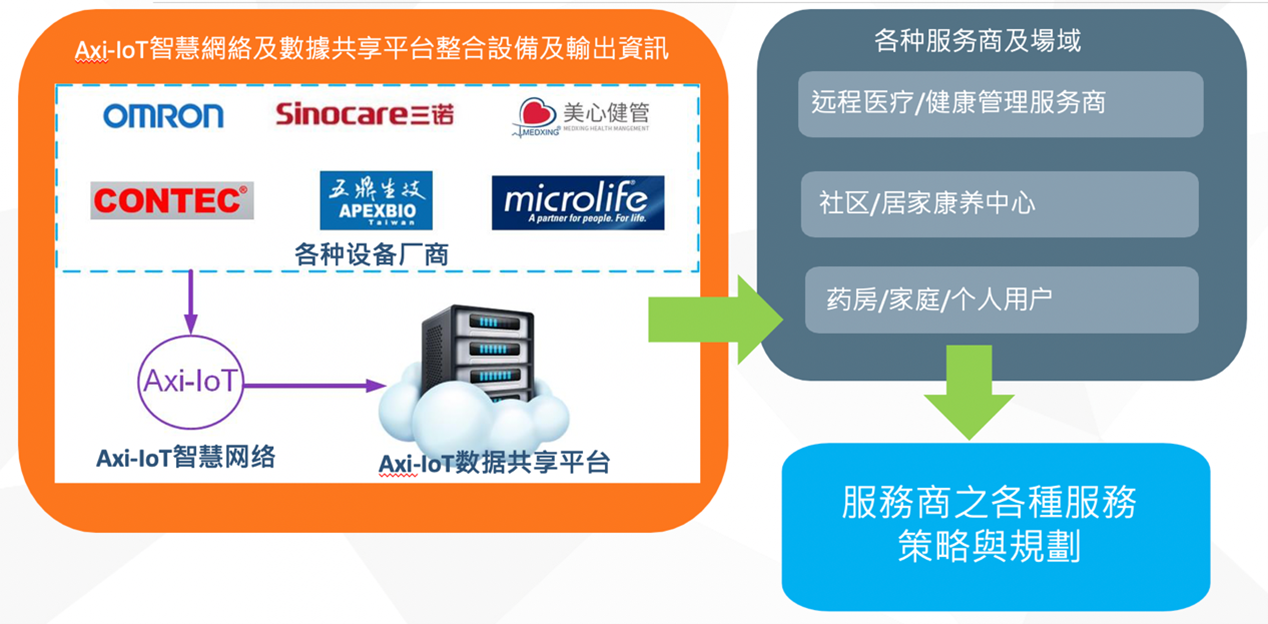 Axi-IoT智慧網絡及數據共享平台整合設備及輸出資訊
OMRON
Sinocare三诺
美心健管
MEDXING HEALTH MANGEMENT
MEDXING®
CONTEC®
五鼎生技
APEXBIO
Taiwan
microlife®
A partner for people. For life.
各种设备厂商
Axi-IoT
Axi-IoT智慧网络
Axi-IoT数据共享平台
各种服务商及場域
远程医疗/健康管理服务商
社区/居家康养中心
药房/家庭/个人用户
服務商之各種服務
策略與規劃